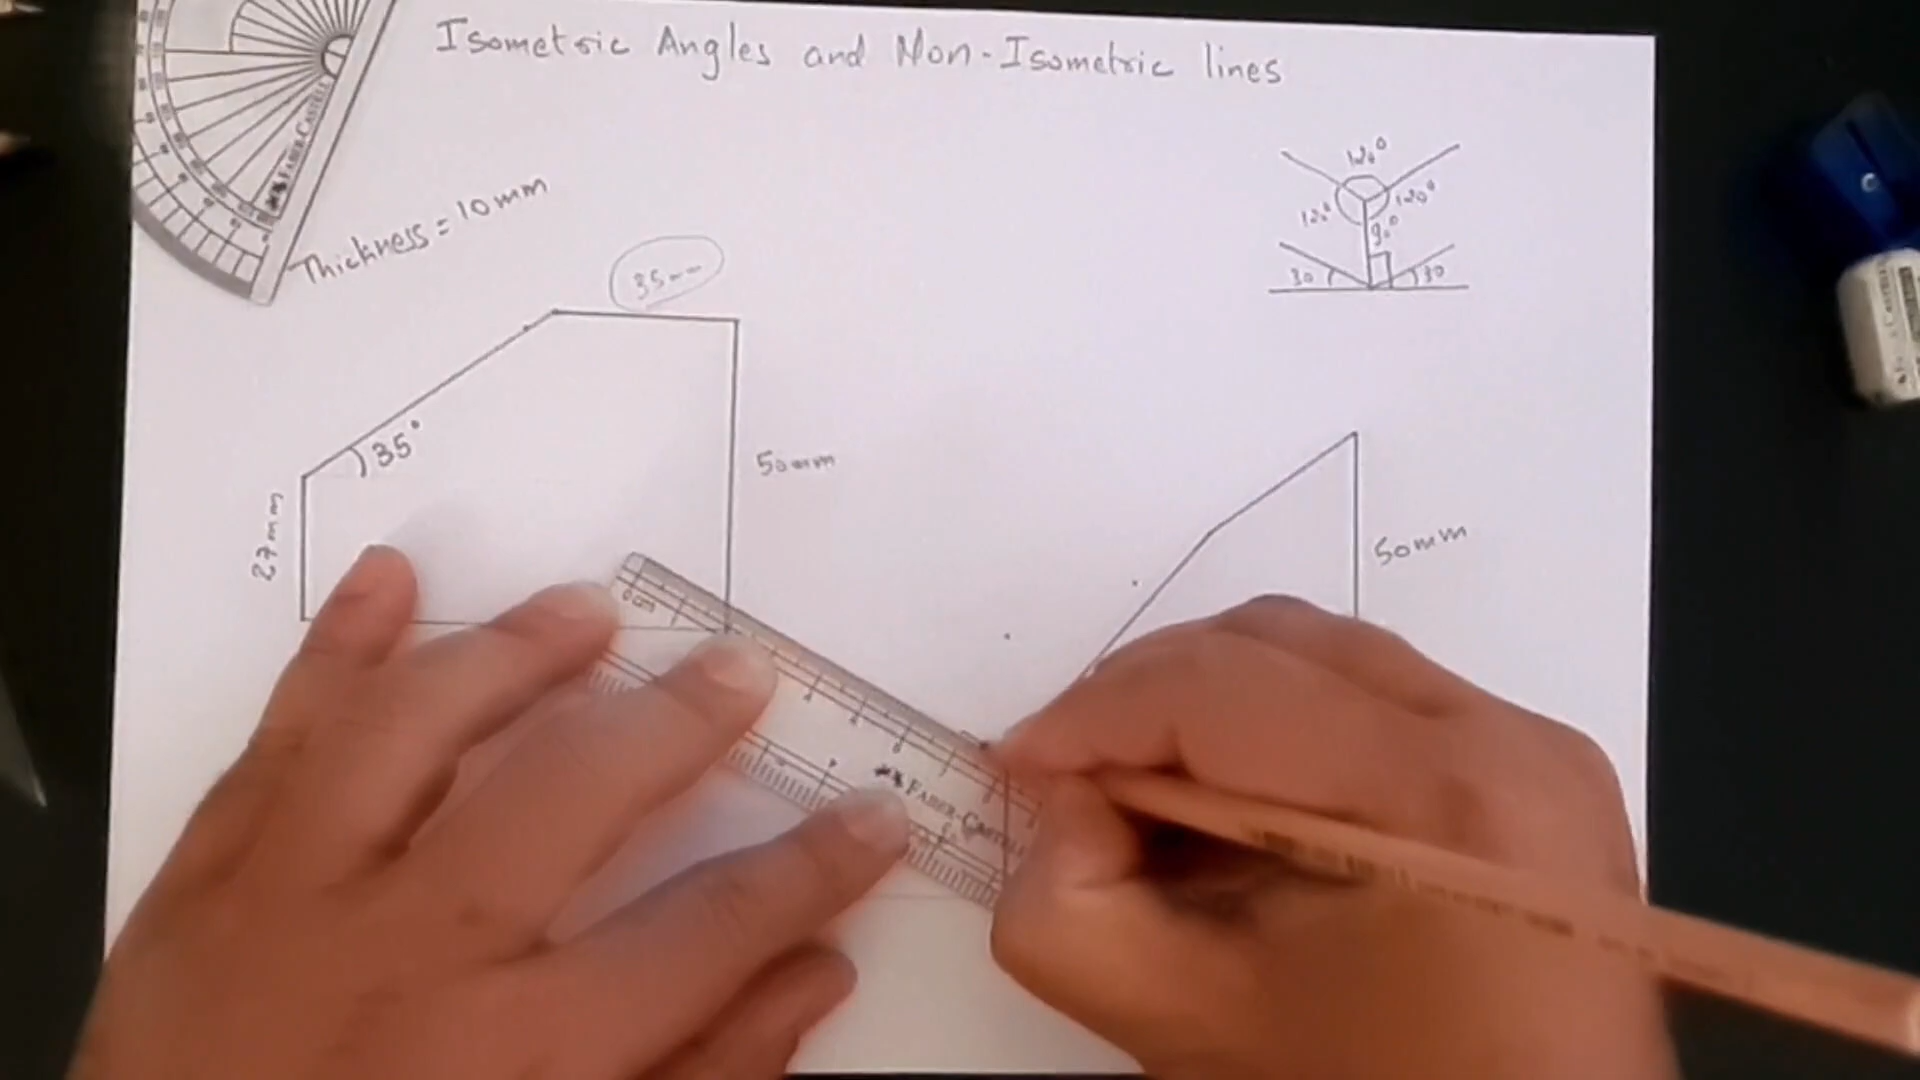 Isometric Angles and Non-Isometric lines
FABER-CASTELL
Thickness = 10mm
35mm
120°
120°
120°
90°
30
30
35°
50mm
27mm
50mm
0cm
FABER-CASTELL